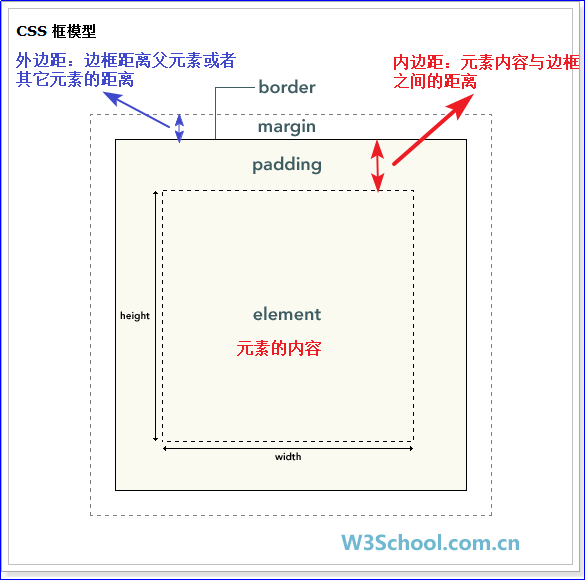 CSS 框模型
外边距：边框距离父元素或者
其它元素的距离
内边距：元素内容与边框
之间的距离
border
margin
padding
height
element
元素的内容
width
W3School.com.cn